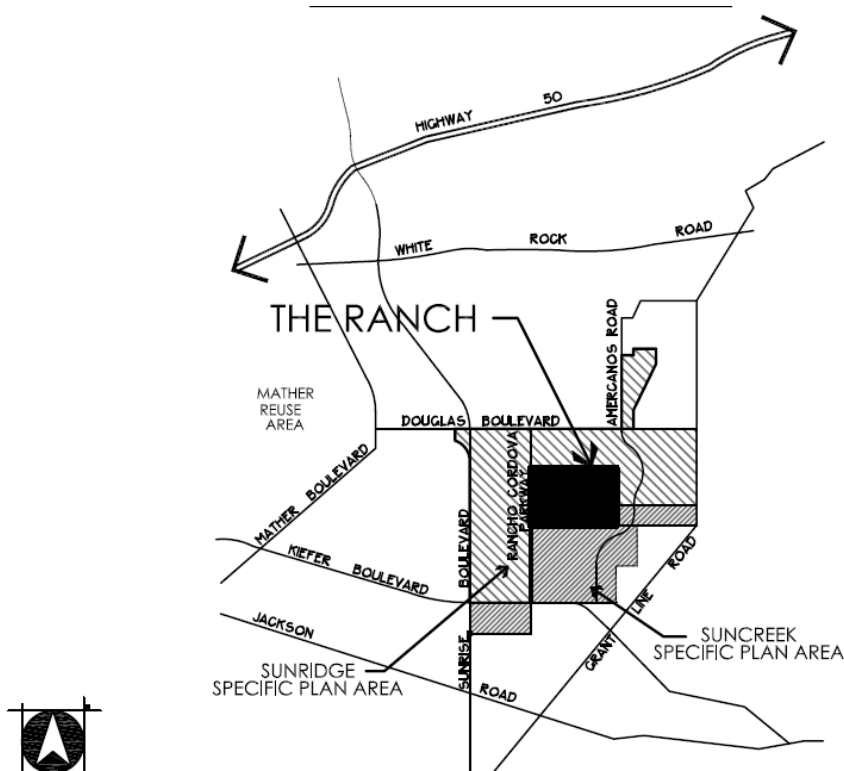 HIGHWAY 50
WHITE ROCK ROAD
THE RANCH
AMERCANOS ROAD
MATHER
REUSE
AREA
DOUGLAS BOULEVARD
RANCHO CORDOVA
PARKWAY
MATHER BOULEVARD
KIEFER BOULEVARD
SUNRISE BOULEVARD
JACKSON ROAD
GRANT LINE ROAD
SUNCREEK
SPECIFIC PLAN AREA
SUNRIDGE
SPECIFIC PLAN AREA